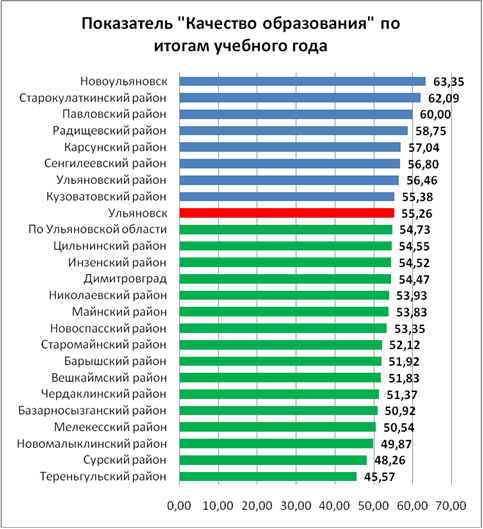 Показатель "Качество образования" по
итогам учебного года
Новоульяновск 63,35
Старокулаткинский район 62,09
Павловский район 60,00
Радищевский район 58,75
Карсунский район 57,04
Сенгилеевский район 56,80
Ульяновский район 56,46
Кузоватовский район 55,38
Ульяновск 55,26
По Ульяновской области 54,73
Цильнинский район 54,55
Инзенский район 54,52
Димитровград 54,47
Николаевский район 53,93
Майнский район 53,83
Новоспасский район 53,35
Старомайнский район 52,12
Барышский район 51,92
Вешкаймский район 51,83
Чердаклинский район 51,37
Базарносызганский район 50,92
Мелекесский район 50,54
Новомалыклинский район 49,87
Сурский район 48,26
Тереньгульский район 45,57
0,00 10,00 20,00 30,00 40,00 50,00 60,00 70,00